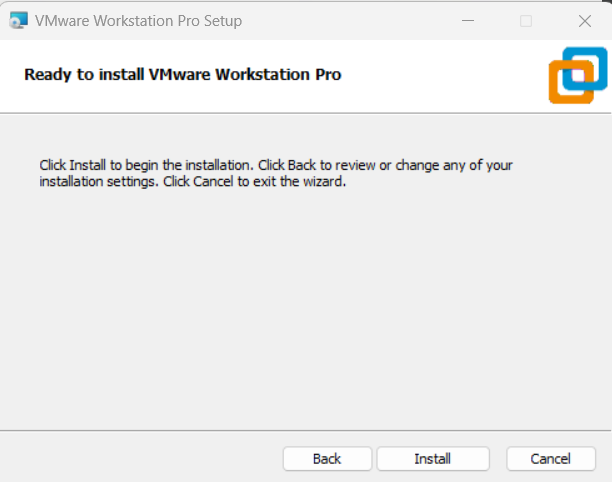 VMware Workstation Pro Setup
Ready to install VMware Workstation Pro
Click Install to begin the installation. Click Back to review or change any of your
installation settings. Click Cancel to exit the wizard.
Back
Install
Cancel